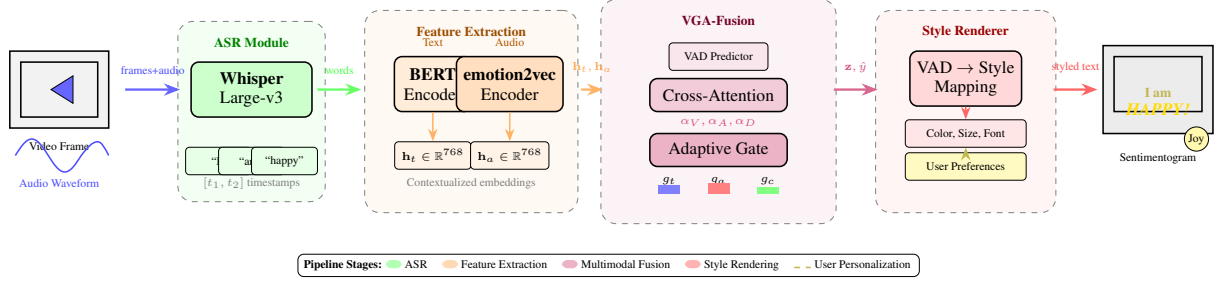 Video Frame
Audio Waveform
frames+audio
ASR Module
Whisper
Large-v3
"happy"
[t₁, t₂] timestamps
words
Feature Extraction
Text
Audio
BERT
Encode
emotion2vec
Encoder
h_t ∈ ℝ⁷⁶⁸
h_a ∈ ℝ⁷⁶⁸
Contextualized embeddings
h_t, h_a
VGA-Fusion
VAD Predictor
Cross-Attention
α_V, α_A, α_D
Adaptive Gate
g_t
g_a
g_c
z, ŷ
Style Renderer
VAD → Style
Mapping
Color, Size, Font
User Preferences
styled text
I am
HAPPY!
Joy
Sentimentogram
Pipeline Stages: ASR Feature Extraction Multimodal Fusion Style Rendering User Personalization